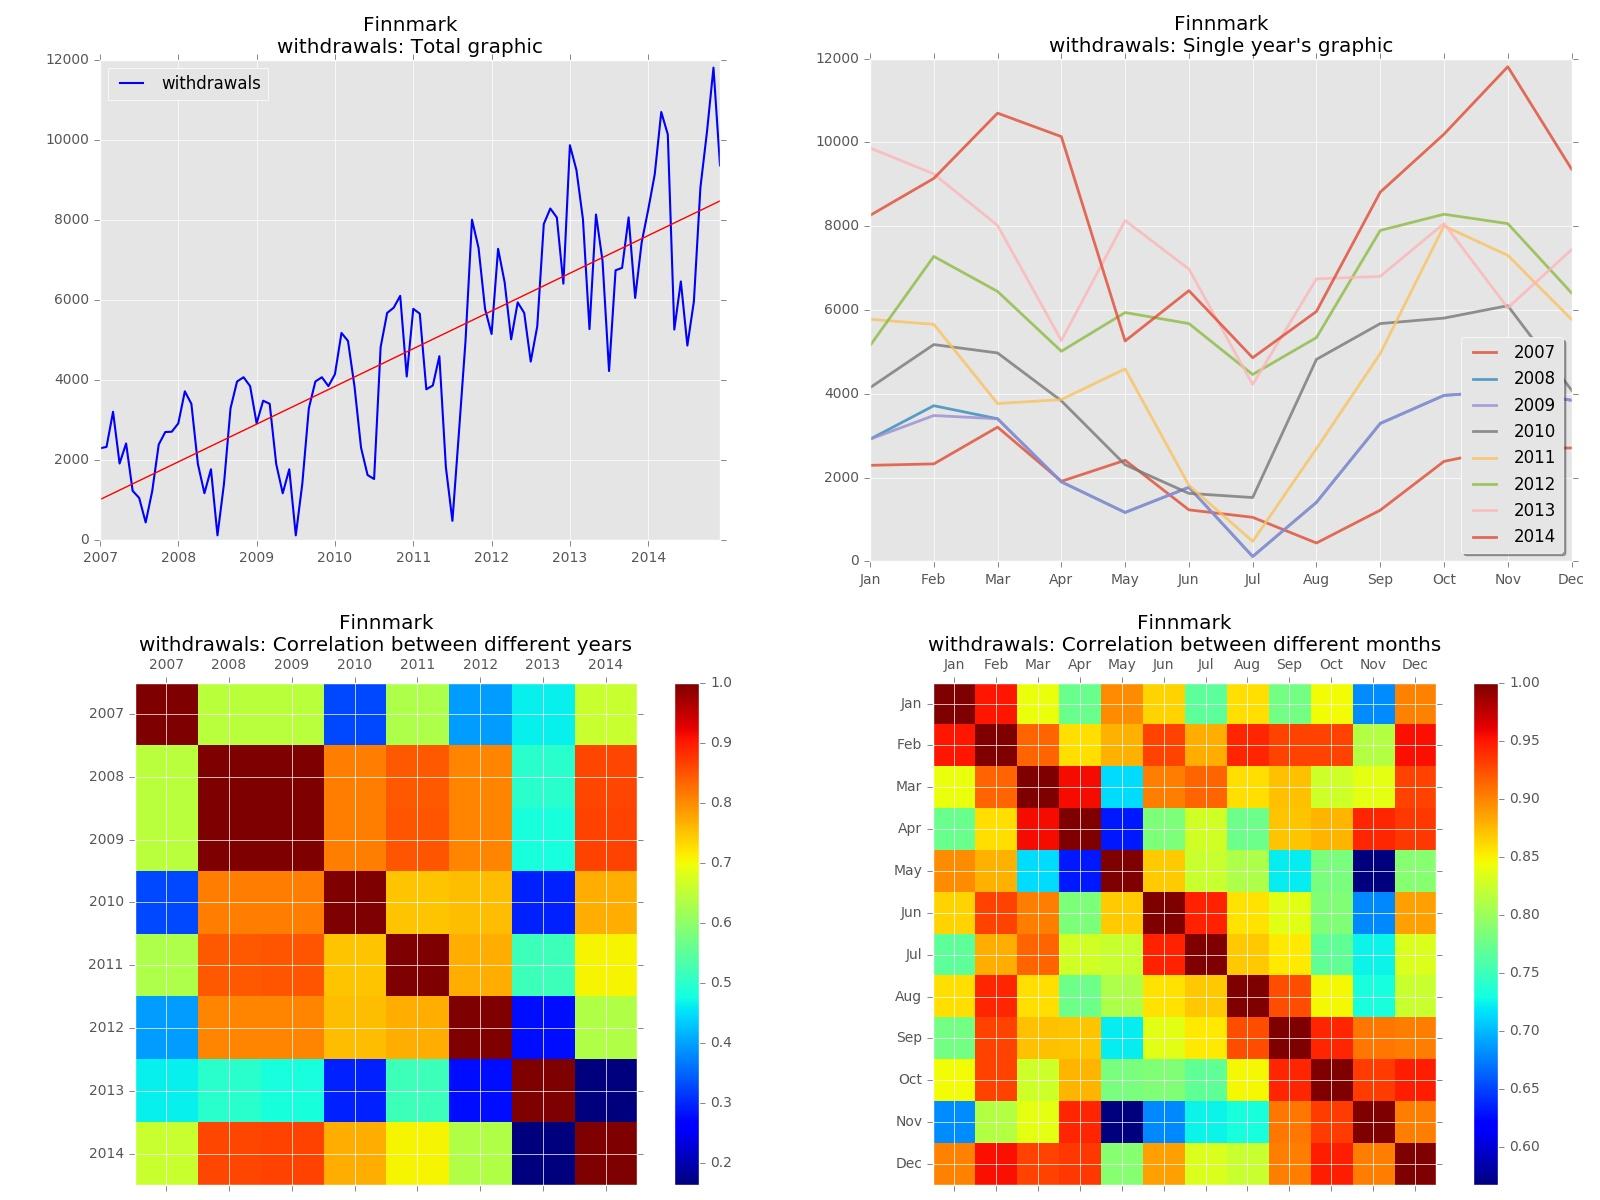 Finnmark
withdrawals: Total graphic
withdrawals
12000
10000
8000
6000
4000
2000
0
2007 2008 2009 2010 2011 2012 2013 2014
Finnmark
withdrawals: Single year's graphic
12000
10000
8000
6000
4000
2000
0
2007
2008
2009
2010
2011
2012
2013
2014
Jan Feb Mar Apr May Jun Jul Aug Sep Oct Nov Dec
Finnmark
withdrawals: Correlation between different years
2007 2008 2009 2010 2011 2012 2013 2014
2007
2008
2009
2010
2011
2012
2013
2014
1.0
0.9
0.8
0.7
0.6
0.5
0.4
0.3
0.2
Finnmark
withdrawals: Correlation between different months
Jan Feb Mar Apr May Jun Jul Aug Sep Oct Nov Dec
Jan
Feb
Mar
Apr
May
Jun
Jul
Aug
Sep
Oct
Nov
Dec
1.00
0.95
0.90
0.85
0.80
0.75
0.70
0.65
0.60